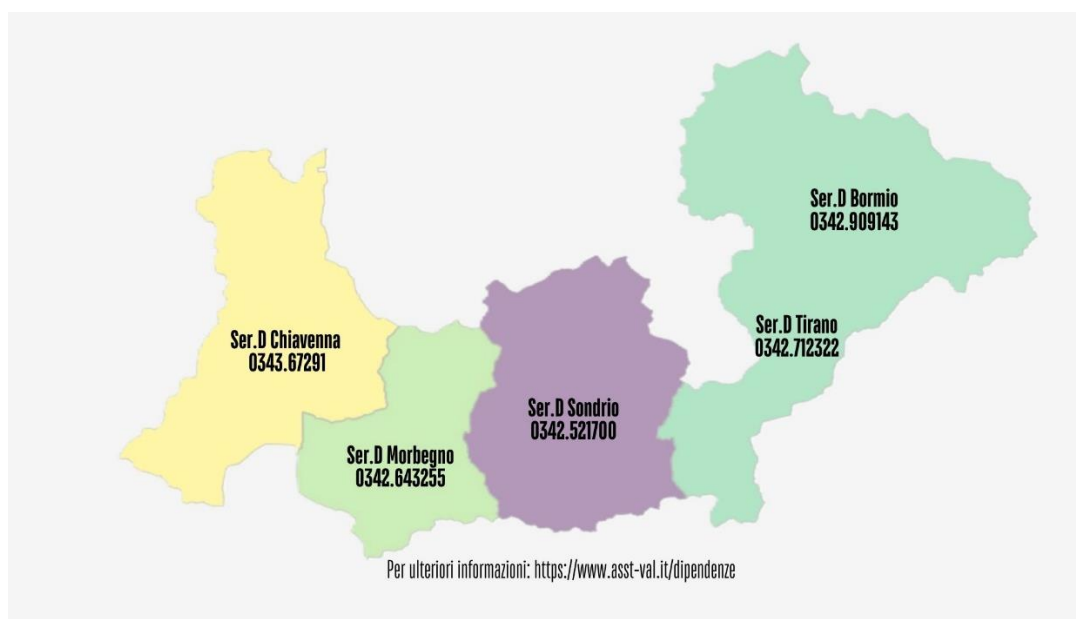 Ser.D Bormio
0342.909143
Ser.D Tirano
0342.712322
Ser.D Chiavenna
0343.67291
Ser.D Sondrio
0342.521700
Ser.D Morbegno
0342.643255
Per ulteriori informazioni: https://www.asst-val.it/dipendenze